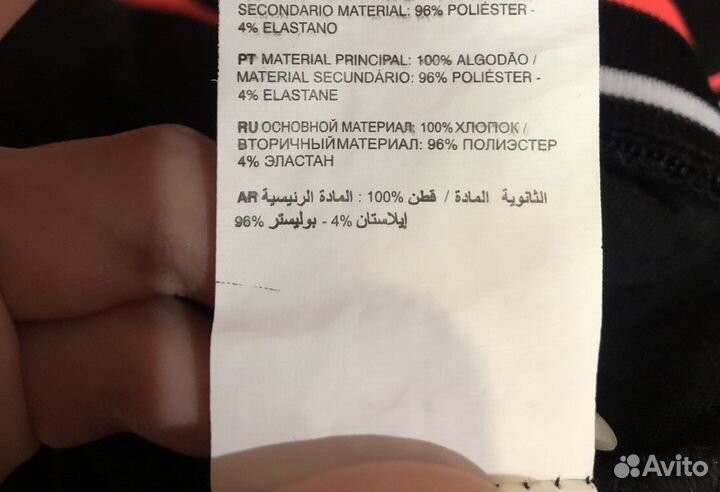 SECONDARIO MATERIAL: 96% POLIÉSTER -
4% ELASTANO
PT MATERIAL PRINCIPAL: 100% ALGODÃO /
MATERIAL SECUNDÁRIO: 96% POLIÉSTER -
4% ELASTANE
RU ОСНОВНОЙ МАТЕРИАЛ: 100% ХЛОПОК /
ВТОРИЧНЫЙ МАТЕРИАЛ: 96% ПОЛИЭСТЕР
4% ЭЛАСТАН
AR المادة الرئيسية : 100% قطن / المادة الثانوية
96% بوليستر - 4% إيلاستان
Avito